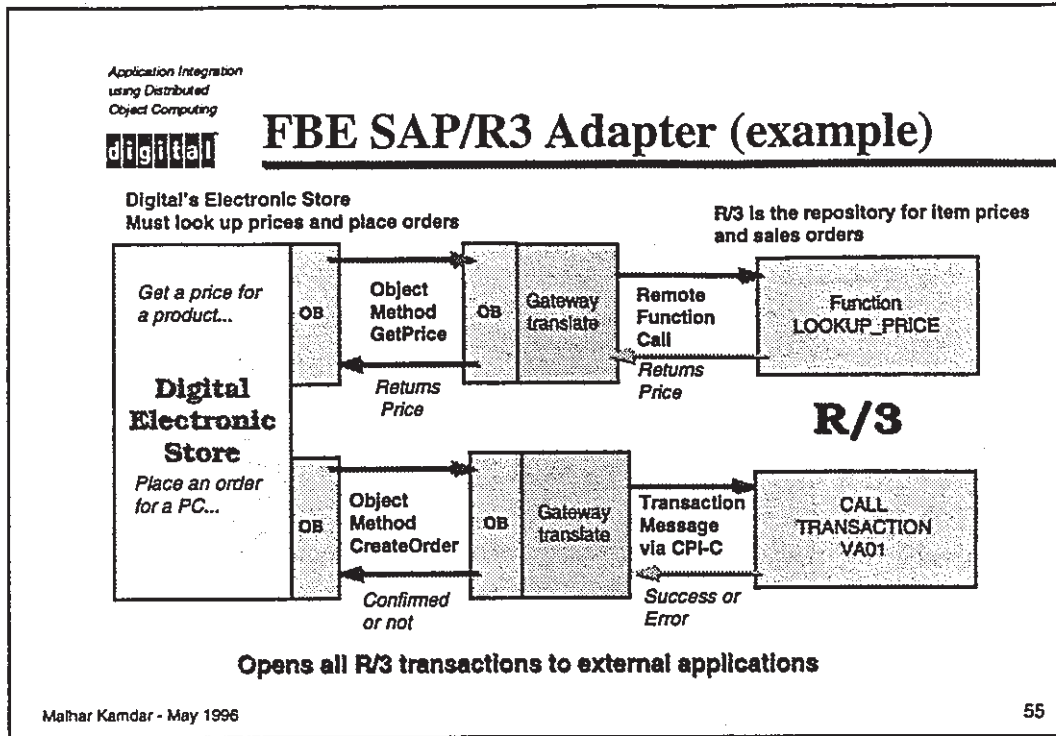 Application Integration
using Distributed
Object Computing
digital
FBE SAP/R3 Adapter (example)
Digital's Electronic Store
Must look up prices and place orders
R/3 is the repository for item prices
and sales orders
Get a price for
a product...
OB
Object
Method
GetPrice
Returns
Price
OB
Gateway
translate
Remote
Function
Call
Returns
Price
Function
LOOKUP_PRICE
Digital
Electronic
Store
R/3
Place an order
for a PC...
OB
Object
Method
CreateOrder
Confirmed
or not
OB
Gateway
translate
Transaction
Message
via CPI-C
Success or
Error
CALL
TRANSACTION
VA01
Opens all R/3 transactions to external applications
Malhar Kamdar - May 1996
55